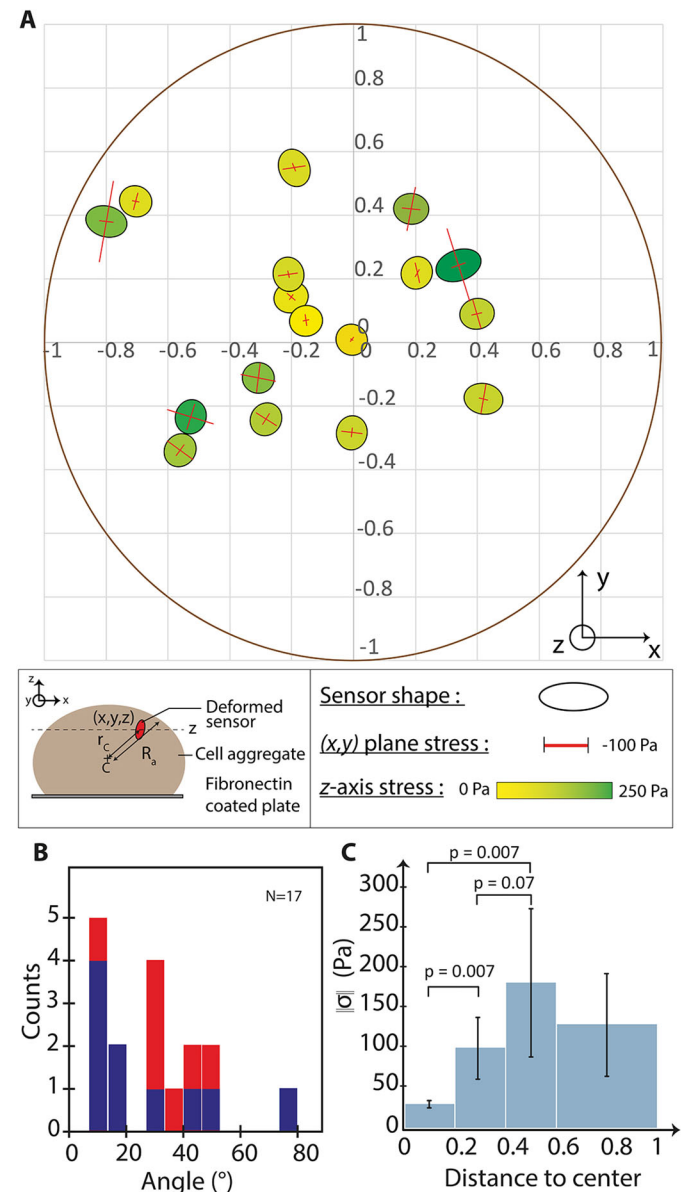 A
1
0.8
0.6
0.4
0.2
0
-1 -0.8 -0.6 -0.4 -0.2 0 0.2 0.4 0.6 0.8 1
-0.2
-0.4
-0.6
-0.8
-1
y
z x
z
y x
(x,y,z)
Deformed
sensor
z
r_c
R_a
C
Cell aggregate
Fibronectin
coated plate
Sensor shape :
(x,y) plane stress : -100 Pa
z-axis stress : 0 Pa 250 Pa
B
N=17
Counts
5
4
3
2
1
0
0 20 40 60 80
Angle (°)
C
p = 0.007
p = 0.07
p = 0.007
||σ|| (Pa)
300
250
200
150
100
50
0
0 0.2 0.4 0.6 0.8 1
Distance to center